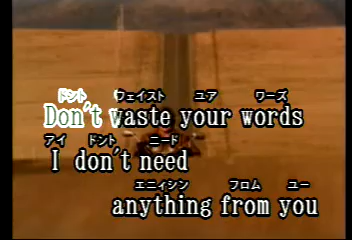 ドント ウェイスト ユア ワーズ
Don't waste your words
アイ ドント ニード
I don't need
エニィシン フロム ユー
anything from you